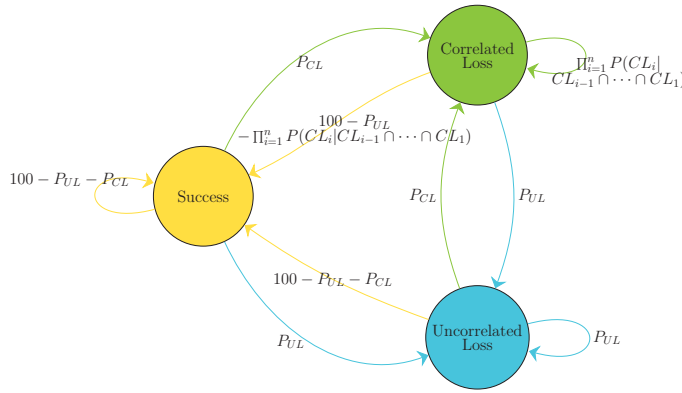 Correlated
Loss
P_{CL}
∏_{i=1}^{n} P(CL_i|
CL_{i−1} ∩ ··· ∩ CL_1)
100 − P_{UL}
− ∏_{i=1}^{n} P(CL_i|CL_{i−1} ∩ ··· ∩ CL_1)
100 − P_{UL} − P_{CL}
Success
P_{CL}
P_{UL}
100 − P_{UL} − P_{CL}
P_{UL}
Uncorrelated
Loss
P_{UL}